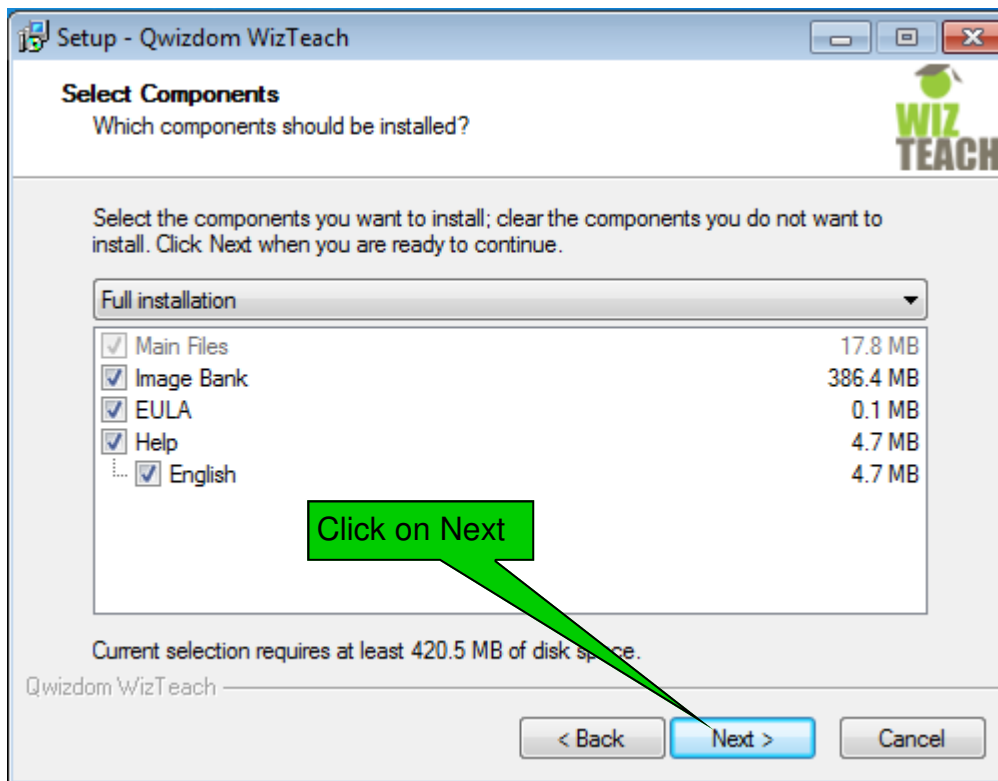 Setup - Qwizdom WizTeach
Select Components
Which components should be installed?
WIZ
TEACH
Select the components you want to install; clear the components you do not want to
install. Click Next when you are ready to continue.
Full installation
Main Files 17.8 MB
Image Bank 386.4 MB
EULA 0.1 MB
Help 4.7 MB
English 4.7 MB
Click on Next
Current selection requires at least 420.5 MB of disk space.
Qwizdom WizTeach
< Back Next > Cancel